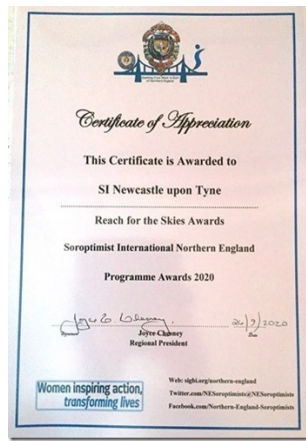 Certificate of Appreciation
This Certificate is Awarded to
SI Newcastle upon Tyne
Reach for the Skies Awards
Soroptimist International Northern England
Programme Awards 2020
Regional President
Date
Web: sigbi.org/northern-england
Women inspiring action,
Twitter.com/NESoroptimists@NESoroptimists
transforming lives
Facebook.com/Northern-England-Soroptimists